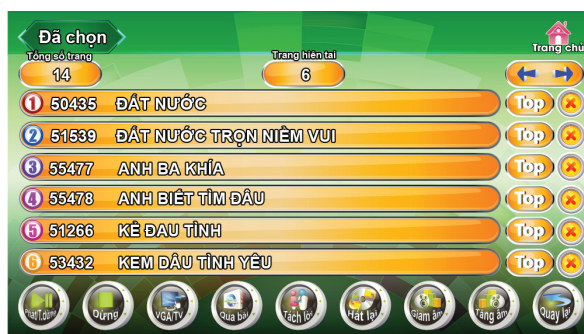 Đã chọn
Trang chủ
Tổng số trang
Trang hiện tại
14
6
1 50435 ĐẤT NƯỚC Top
2 51539 ĐẤT NƯỚC TRỌN NIỀM VUI Top
3 55477 ANH BA KHÍA Top
4 55478 ANH BIẾT TÌM ĐÂU Top
5 51266 KẺ ĐAU TÌNH Top
6 53432 KEM DÂU TÌNH YÊU Top
Phát/T.dừng Dừng VGA/TV Qua bài Tách lời Hát lại Giảm âm Tăng âm Quay lại